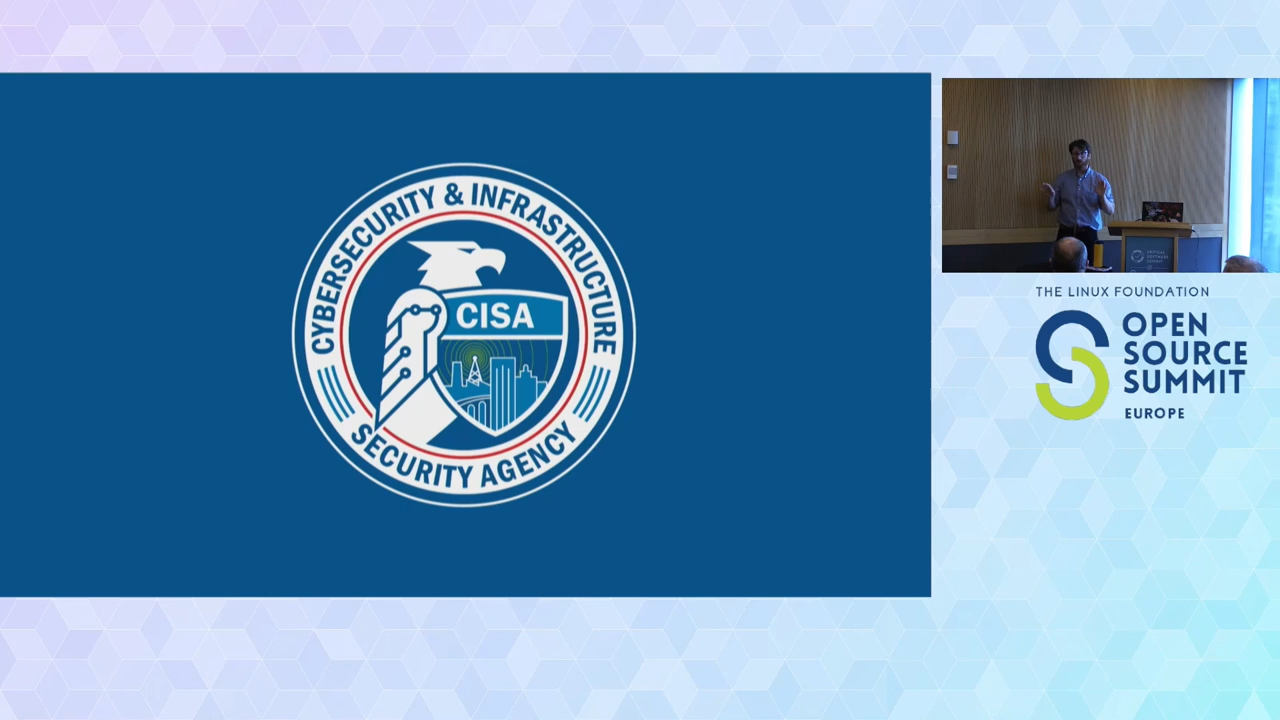 CYBERSECURITY & INFRASTRUCTURE
CISA
SECURITY AGENCY
THE LINUX FOUNDATION
OPEN
SOURCE
SUMMIT
EUROPE